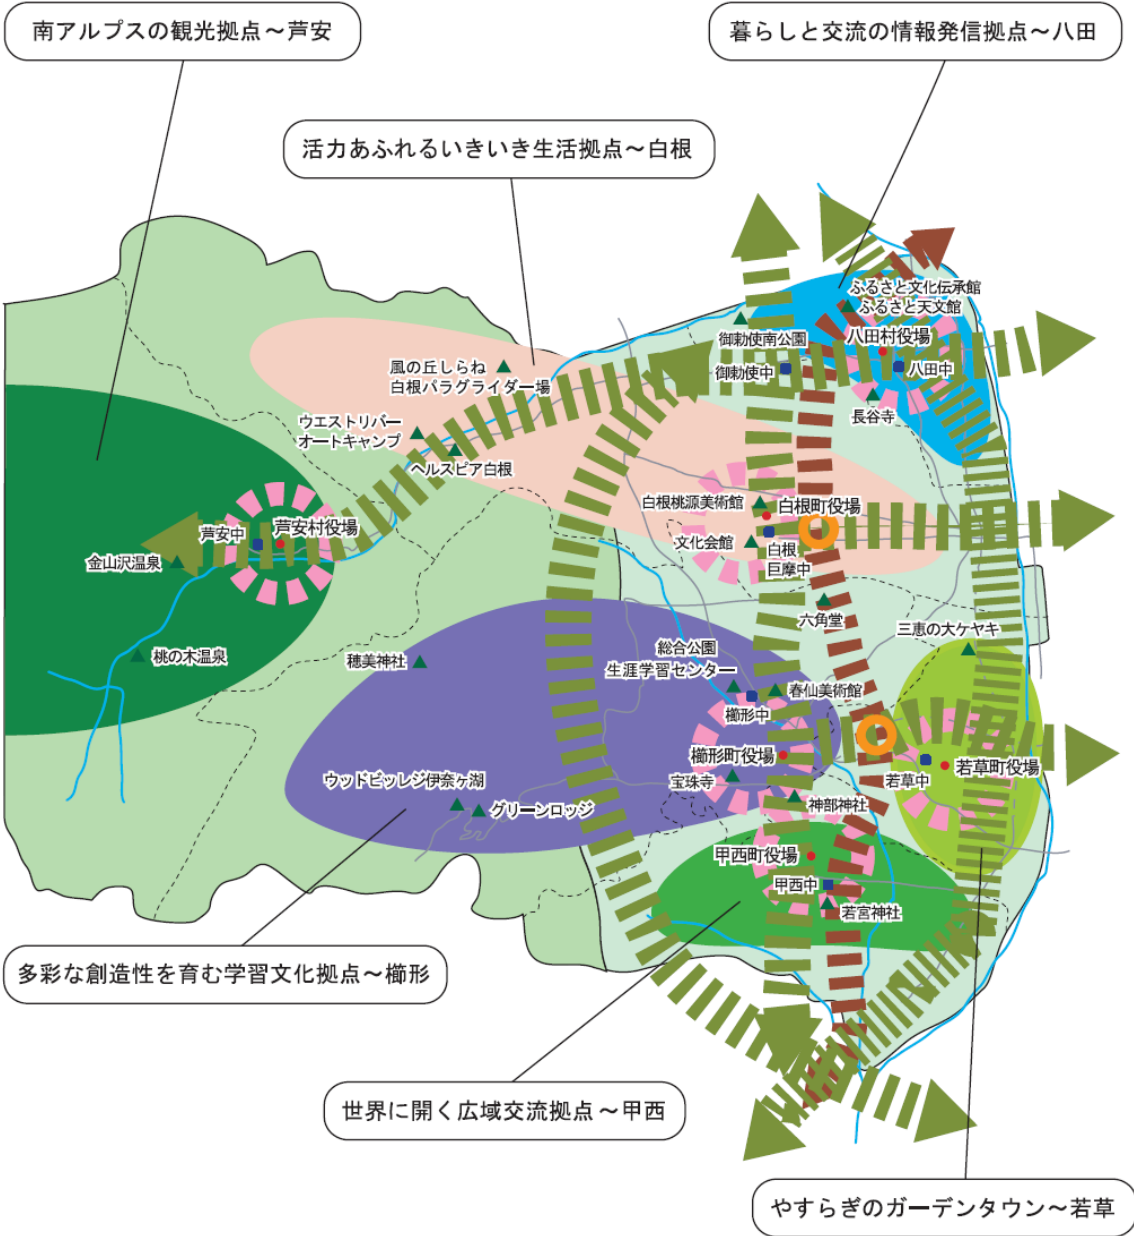 南アルプスの観光拠点～芦安
暮らしと交流の情報発信拠点～八田
活力あふれるいきいき生活拠点～白根
ふるさと文化伝承館
ふるさと天文館
御勅使南公園
八田村役場
御勅使中
八田中
長谷寺
風の丘しらね
白根パラグライダー場
ウエストリバー
オートキャンプ
ヘルスピア白根
白根桃源美術館
白根町役場
文化会館
白根
巨摩中
芦安中
芦安村役場
金山沢温泉
桃の木温泉
六角堂
三恵の大ケヤキ
穂美神社
総合公園
生涯学習センター
春仙美術館
櫛形中
櫛形町役場
宝珠寺
若草中
若草町役場
ウッドビッレジ伊奈ヶ湖
グリーンロッジ
神部神社
甲西町役場
甲西中
若宮神社
多彩な創造性を育む学習文化拠点～櫛形
世界に開く広域交流拠点～甲西
やすらぎのガーデンタウン～若草